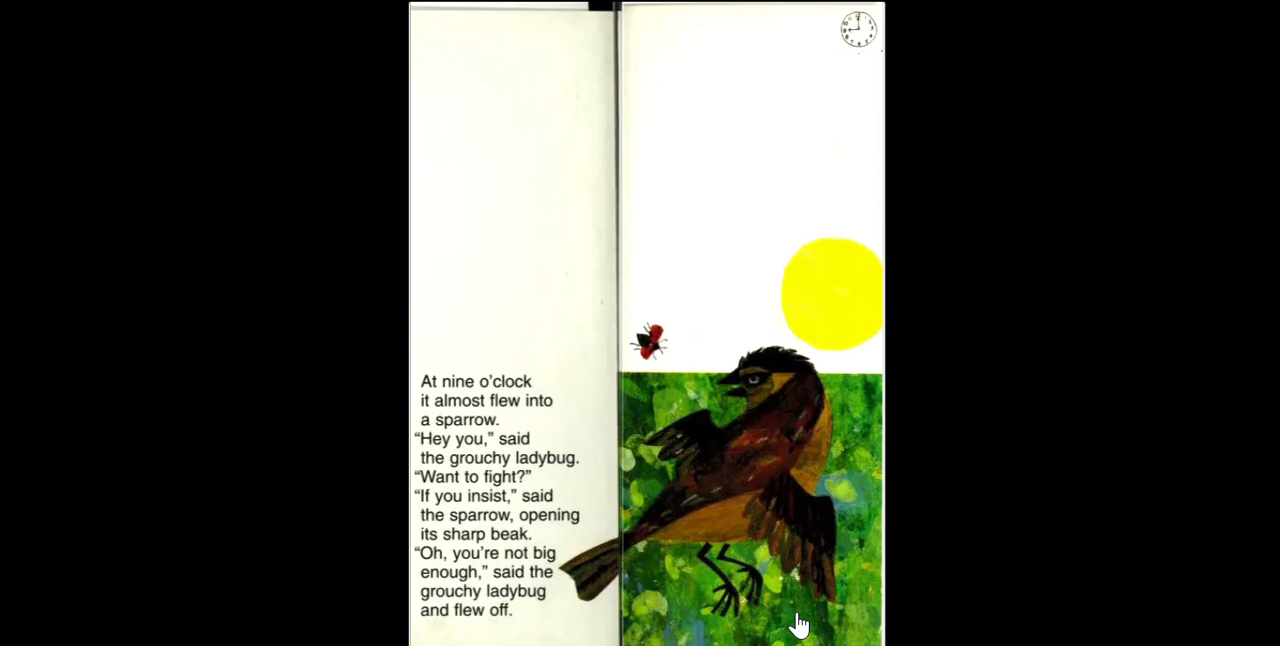 At nine o’clock
it almost flew into
a sparrow.
“Hey you,” said
the grouchy ladybug.
“Want to fight?”
“If you insist,” said
the sparrow, opening
its sharp beak.
“Oh, you’re not big
enough,” said the
grouchy ladybug
and flew off.